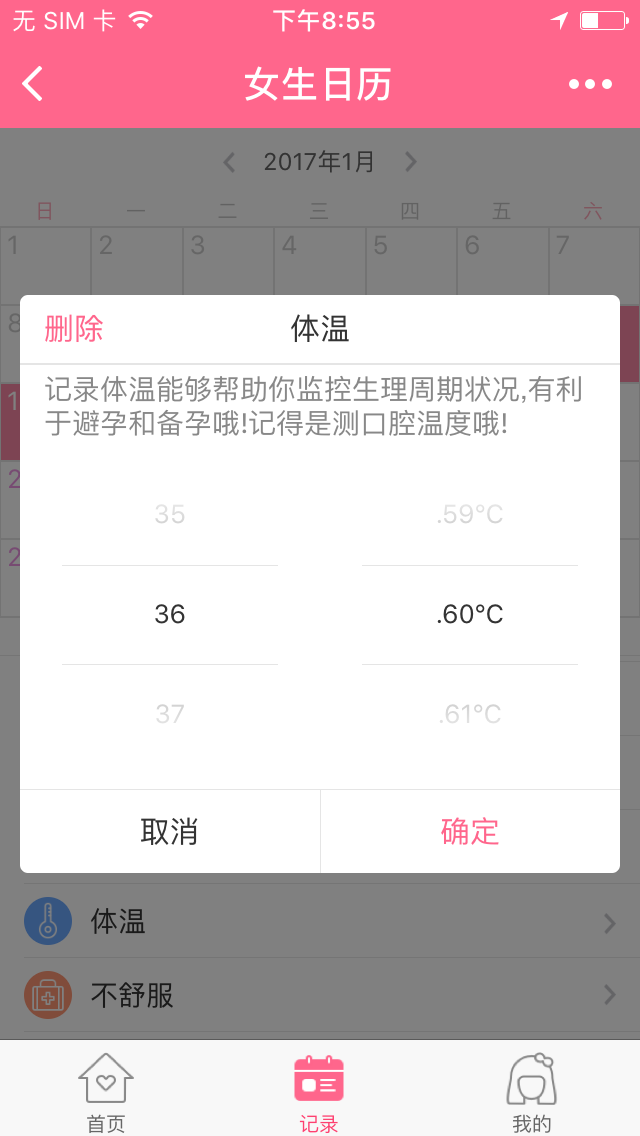 无 SIM 卡 下午8:55
女生日历
2017年1月
日 一 二 三 四 五 六
1 2 3 4 5 6 7
8
删除 体温
记录体温能够帮助你监控生理周期状况,有利
于避孕和备孕哦!记得是测口腔温度哦!
35 .59°C
36 .60°C
37 .61°C
取消 确定
体温
不舒服
首页 记录 我的